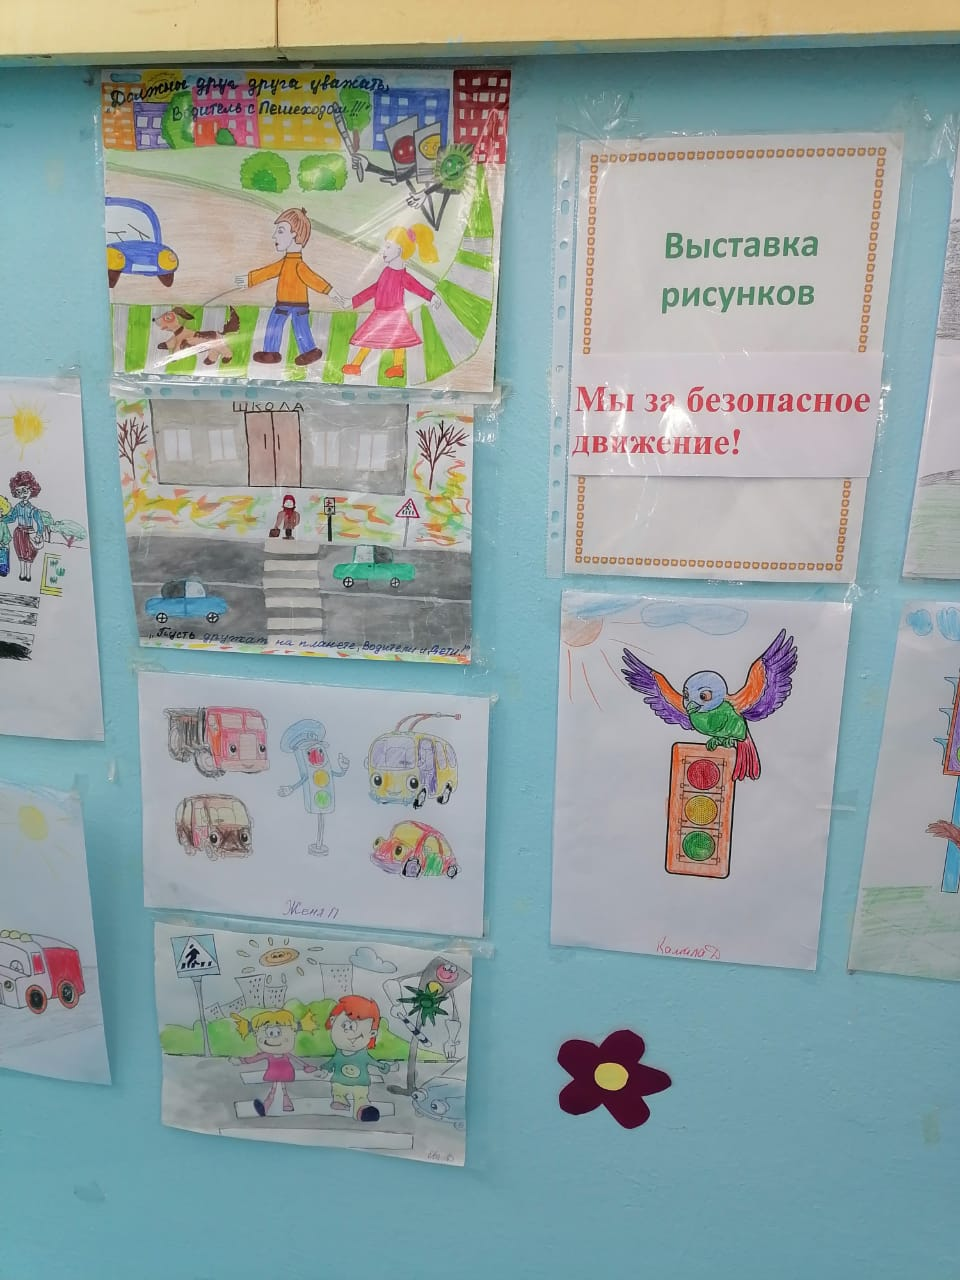 "Должны друг друга уважать,
Водитель с Пешеходом!!!"
Выставка
рисунков
Мы за безопасное
движение!
ШКОЛА
"Пусть дружат на планете, Водители и Дети!"
Женя П
Камила Д